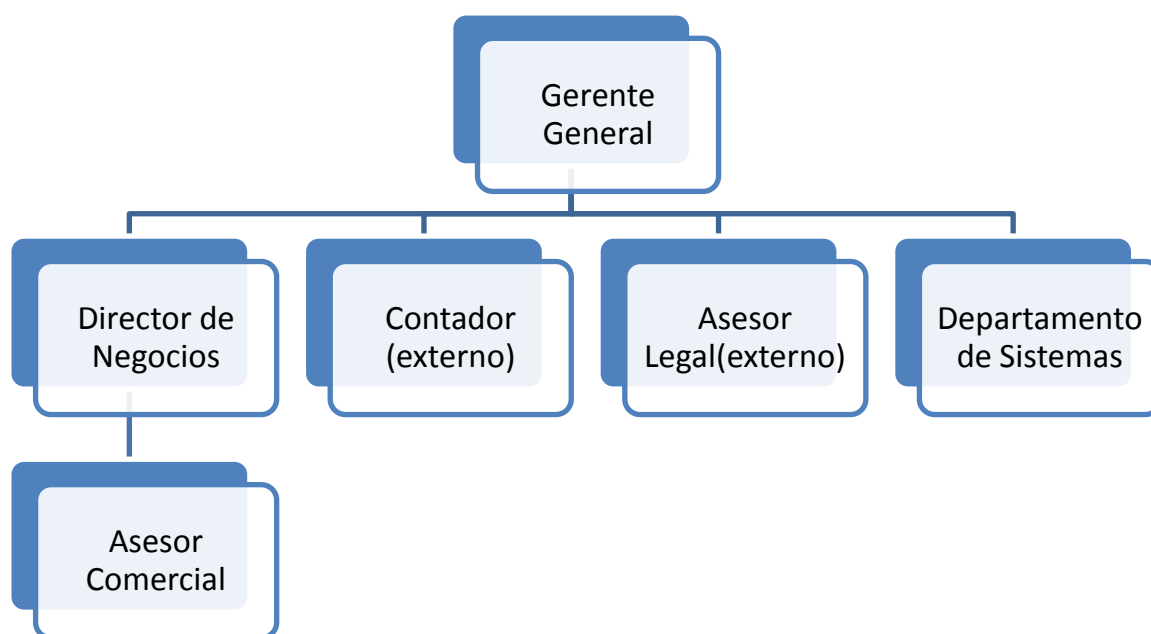 Gerente
General
Director de
Negocios
Contador
(externo)
Asesor
Legal(externo)
Departamento
de Sistemas
Asesor
Comercial